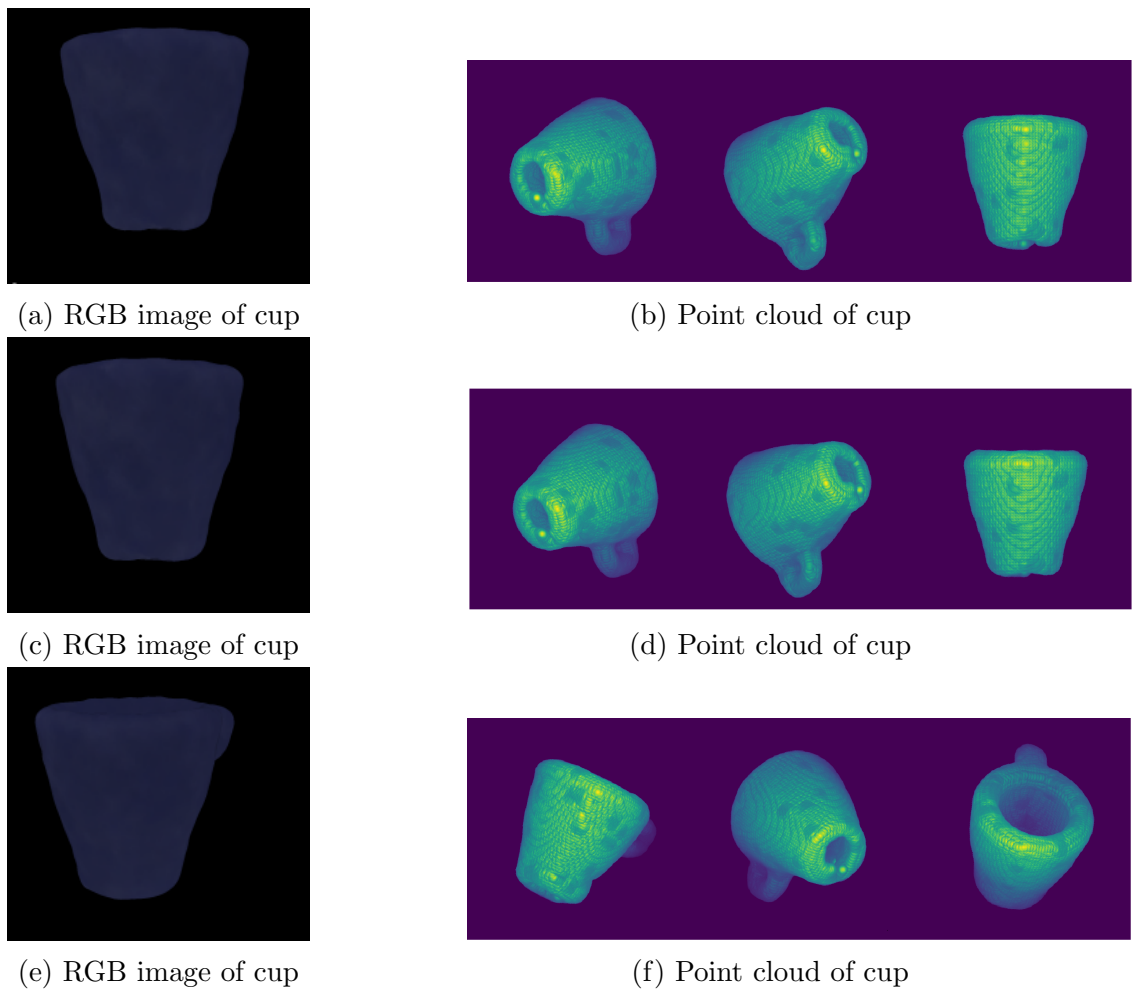 (a) RGB image of cup
(b) Point cloud of cup
(c) RGB image of cup
(d) Point cloud of cup
(e) RGB image of cup
(f) Point cloud of cup